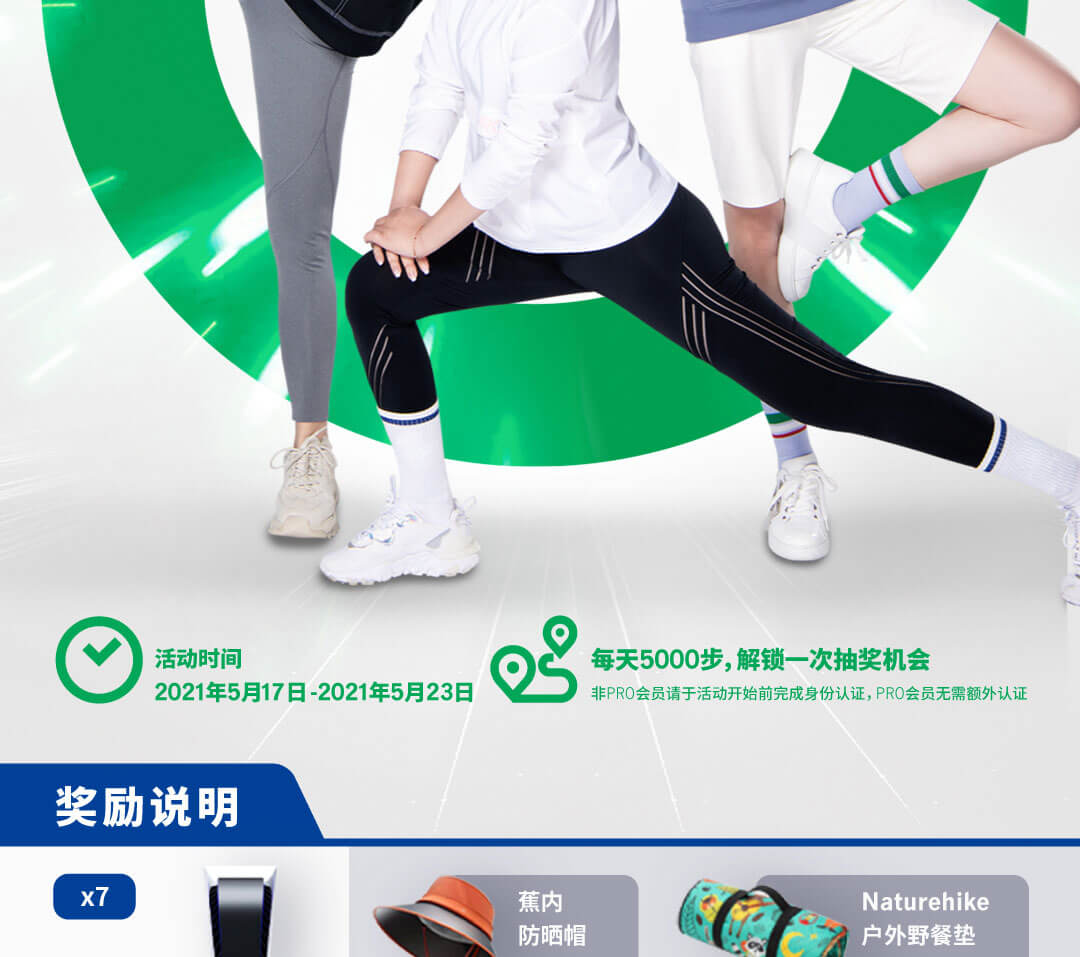 活动时间
2021年5月17日-2021年5月23日
每天5000步，解锁一次抽奖机会
非PRO会员请于活动开始前完成身份认证，PRO会员无需额外认证
奖励说明
x7
蕉内
防晒帽
Naturehike
户外野餐垫